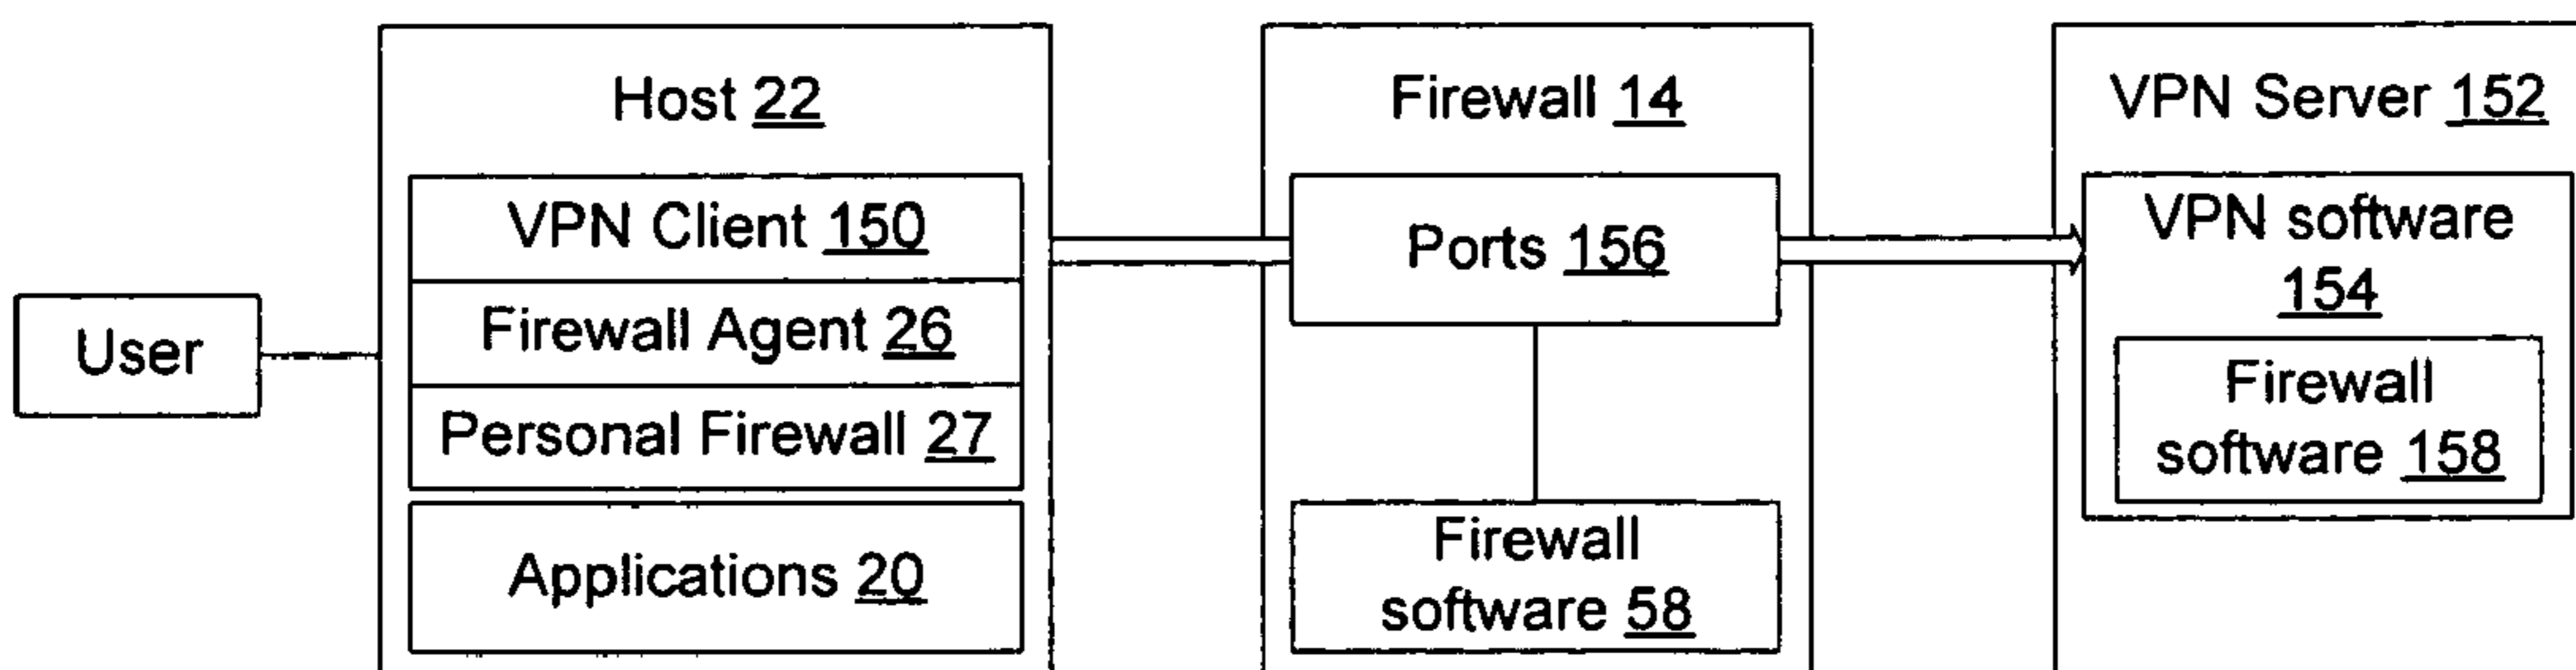 User
Host 22
VPN Client 150
Firewall Agent 26
Personal Firewall 27
Applications 20
Firewall 14
Ports 156
Firewall
software 58
VPN Server 152
VPN software
154
Firewall
software 158